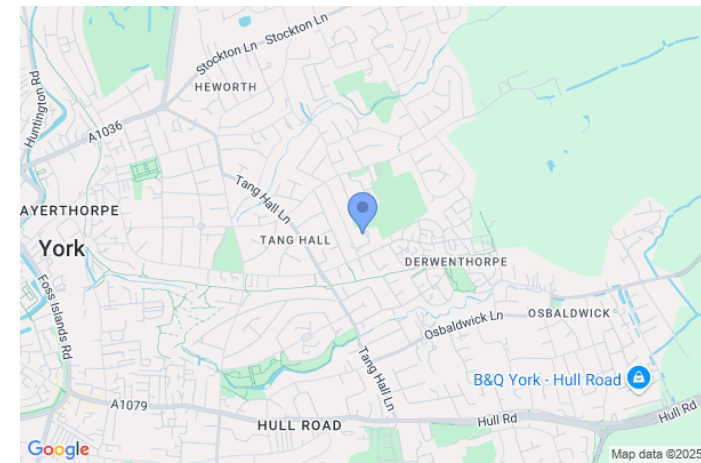 Stockton Ln
Stockton Ln
HEWORTH
Huntington Rd
A1036
Tang Hall Ln
AYERTHORPE
York
TANG HALL
DERWENTHORPE
Foss Islands Rd
OSBALDWICK
Osbaldwick Ln
Tang Hall Ln
B&Q York - Hull Road
A1079
HULL ROAD
Hull Rd
Hull Rd
Google
Map data ©2025